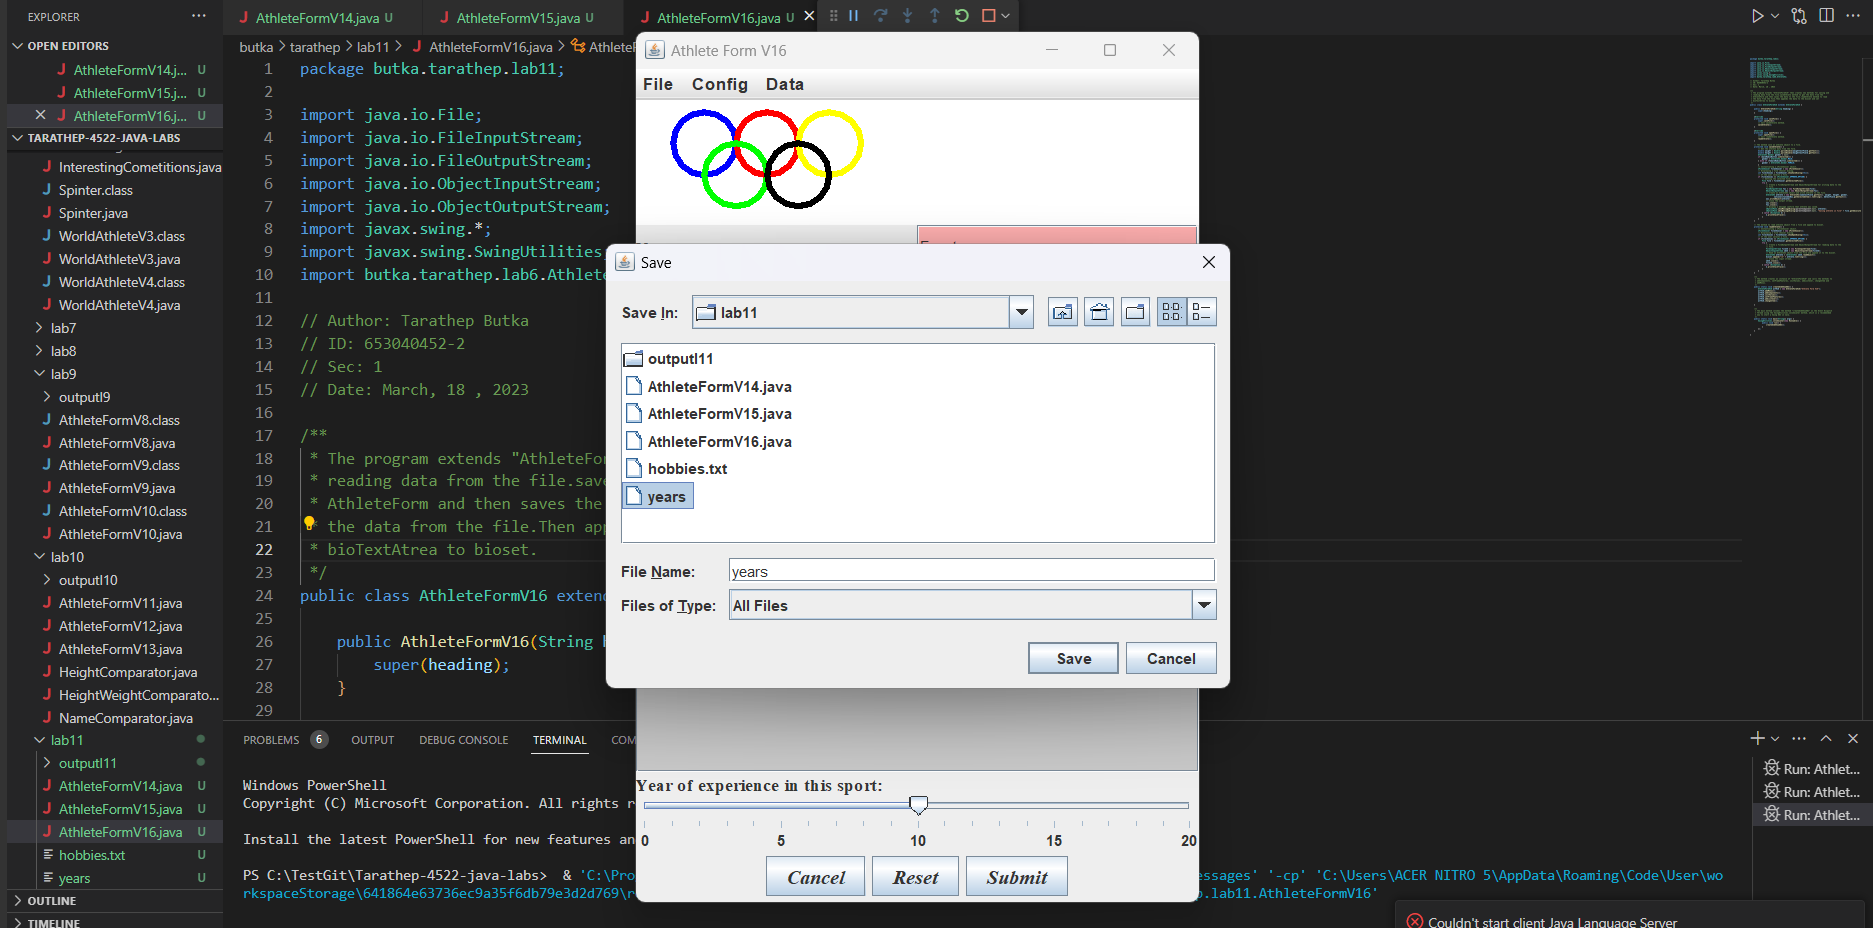 EXPLORER
OPEN EDITORS
AthleteFormV14.j... U
AthleteFormV15.j... U
AthleteFormV16.j... U
TARATHEP-4522-JAVA-LABS
InterestingCometitions.java
Spinter.class
Spinter.java
WorldAthleteV3.class
WorldAthleteV3.java
WorldAthleteV4.class
WorldAthleteV4.java
lab7
lab8
lab9
outputl9
AthleteFormV8.class
AthleteFormV8.java
AthleteFormV9.class
AthleteFormV9.java
AthleteFormV10.class
AthleteFormV10.java
lab10
outputl10
AthleteFormV11.java
AthleteFormV12.java
AthleteFormV13.java
HeightComparator.java
HeightWeightComparato...
NameComparator.java
lab11
outputl11
AthleteFormV14.java U
AthleteFormV15.java U
AthleteFormV16.java U
hobbies.txt U
years U
OUTLINE
TIMELINE
AthleteFormV14.java U
AthleteFormV15.java U
AthleteFormV16.java U
butka > tarathep > lab11 > AthleteFormV16.java > AthleteF
1 package butka.tarathep.lab11;
2
3 import java.io.File;
4 import java.io.FileInputStream;
5 import java.io.FileOutputStream;
6 import java.io.ObjectInputStream;
7 import java.io.ObjectOutputStream;
8 import javax.swing.*;
9 import javax.swing.SwingUtilities
10 import butka.tarathep.lab6.Athlete
11
12 // Author: Tarathep Butka
13 // ID: 653040452-2
14 // Sec: 1
15 // Date: March, 18 , 2023
16
17 /**
18 * The program extends "AthleteFo
19 * reading data from the file.save
20 * AthleteForm and then saves the
21 * the data from the file.Then app
22 * bioTextAtrea to bioset.
23 */
24 public class AthleteFormV16 exten
25
26 public AthleteFormV16(String h
27 super(heading);
28 }
29
Athlete Form V16
File Config Data
Save
Save In: lab11
outputl11
AthleteFormV14.java
AthleteFormV15.java
AthleteFormV16.java
hobbies.txt
years
File Name: years
Files of Type: All Files
Save Cancel
Year of experience in this sport:
0 5 10 15 20
Cancel Reset Submit
PROBLEMS 6 OUTPUT DEBUG CONSOLE TERMINAL COM
Windows PowerShell
Copyright (C) Microsoft Corporation. All rights r
Install the latest PowerShell for new features an
PS C:\TestGit\Tarathep-4522-java-labs> & 'C:\Pro essages' '-cp' 'C:\Users\ACER NITRO 5\AppData\Roaming\Code\User\wo
rkspaceStorage\641864e63736ec9a35f6db79e3d2d769\r .lab11.AthleteFormV16'
Run: Athlet...
Run: Athlet...
Run: Athlet...
Couldn't start client Java Language Server